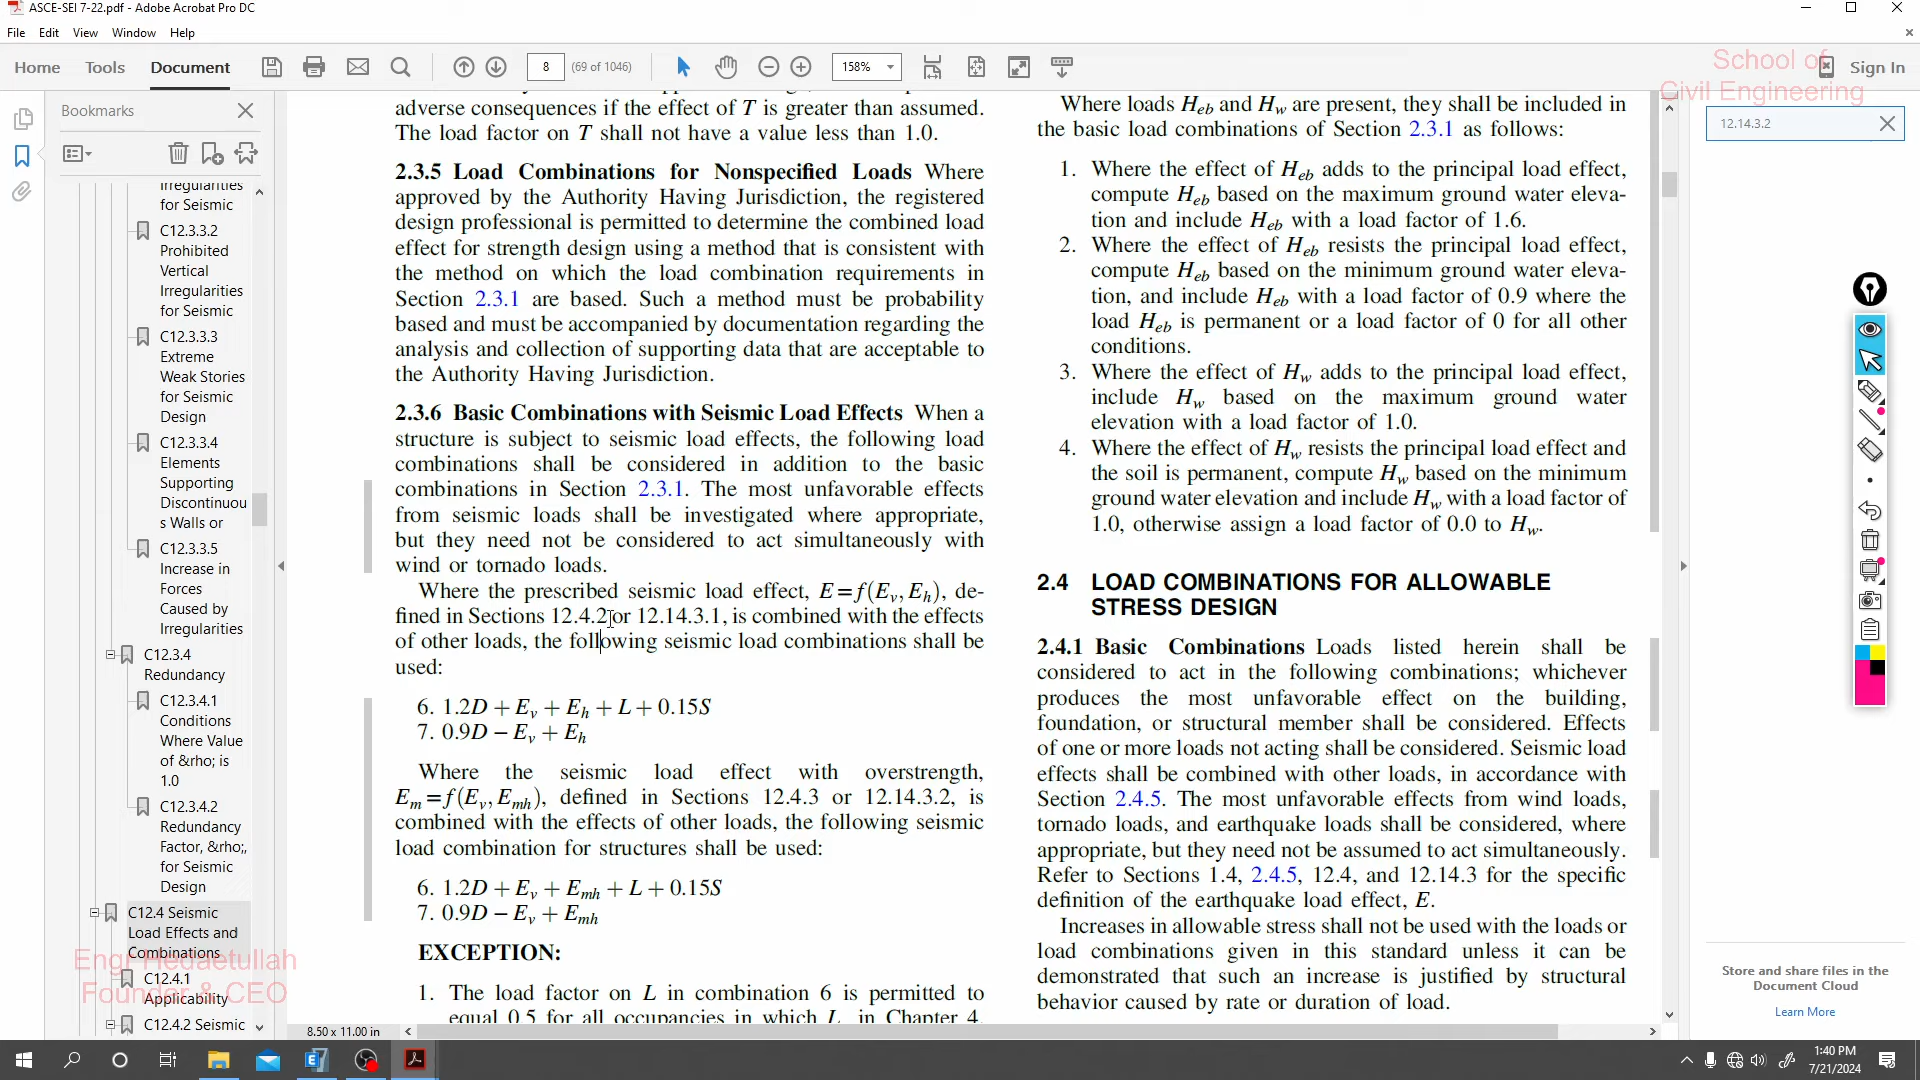 ASCE-SEI 7-22.pdf - Adobe Acrobat Pro DC
File Edit View Window Help
Home Tools Document 8 (69 of 1046) 158% Sign In
School of
Civil Engineering
Bookmarks
Irregularities
for Seismic
C12.3.3.2
Prohibited
Vertical
Irregularities
for Seismic
C12.3.3.3
Extreme
Weak Stories
for Seismic
Design
C12.3.3.4
Elements
Supporting
Discontinuou
s Walls or
C12.3.3.5
Increase in
Forces
Caused by
Irregularities
C12.3.4
Redundancy
C12.3.4.1
Conditions
Where Value
of &rho; is
1.0
C12.3.4.2
Redundancy
Factor, &rho;,
for Seismic
Design
C12.4 Seismic
Load Effects and
Combinations
C12.4.1
Applicability
C12.4.2 Seismic
Engr Hedaetullah
Founder & CEO
adverse consequences if the effect of T is greater than assumed.
The load factor on T shall not have a value less than 1.0.
2.3.5 Load Combinations for Nonspecified Loads Where
approved by the Authority Having Jurisdiction, the registered
design professional is permitted to determine the combined load
effect for strength design using a method that is consistent with
the method on which the load combination requirements in
Section 2.3.1 are based. Such a method must be probability
based and must be accompanied by documentation regarding the
analysis and collection of supporting data that are acceptable to
the Authority Having Jurisdiction.
2.3.6 Basic Combinations with Seismic Load Effects When a
structure is subject to seismic load effects, the following load
combinations shall be considered in addition to the basic
combinations in Section 2.3.1. The most unfavorable effects
from seismic loads shall be investigated where appropriate,
but they need not be considered to act simultaneously with
wind or tornado loads.
Where the prescribed seismic load effect, E = f(Ev, Eh), de-
fined in Sections 12.4.2 or 12.14.3.1, is combined with the effects
of other loads, the following seismic load combinations shall be
used:
6. 1.2D + Ev + Eh + L + 0.15S
7. 0.9D − Ev + Eh
Where the seismic load effect with overstrength,
Em = f(Ev, Emh), defined in Sections 12.4.3 or 12.14.3.2, is
combined with the effects of other loads, the following seismic
load combination for structures shall be used:
6. 1.2D + Ev + Emh + L + 0.15S
7. 0.9D − Ev + Emh
EXCEPTION:
1. The load factor on L in combination 6 is permitted to
equal 0.5 for all occupancies in which L in Chapter 4,
Where loads Heb and Hw are present, they shall be included in
the basic load combinations of Section 2.3.1 as follows:
1. Where the effect of Heb adds to the principal load effect,
compute Heb based on the maximum ground water eleva-
tion and include Heb with a load factor of 1.6.
2. Where the effect of Heb resists the principal load effect,
compute Heb based on the minimum ground water eleva-
tion, and include Heb with a load factor of 0.9 where the
load Heb is permanent or a load factor of 0 for all other
conditions.
3. Where the effect of Hw adds to the principal load effect,
include Hw based on the maximum ground water
elevation with a load factor of 1.0.
4. Where the effect of Hw resists the principal load effect and
the soil is permanent, compute Hw based on the minimum
ground water elevation and include Hw with a load factor of
1.0, otherwise assign a load factor of 0.0 to Hw.
2.4 LOAD COMBINATIONS FOR ALLOWABLE
STRESS DESIGN
2.4.1 Basic Combinations Loads listed herein shall be
considered to act in the following combinations; whichever
produces the most unfavorable effect on the building,
foundation, or structural member shall be considered. Effects
of one or more loads not acting shall be considered. Seismic load
effects shall be combined with other loads, in accordance with
Section 2.4.5. The most unfavorable effects from wind loads,
tornado loads, and earthquake loads shall be considered, where
appropriate, but they need not be assumed to act simultaneously.
Refer to Sections 1.4, 2.4.5, 12.4, and 12.14.3 for the specific
definition of the earthquake load effect, E.
Increases in allowable stress shall not be used with the loads or
load combinations given in this standard unless it can be
demonstrated that such an increase is justified by structural
behavior caused by rate or duration of load.
8.50 x 11.00 in
12.14.3.2
Store and share files in the
Document Cloud
Learn More
1:40 PM
7/21/2024